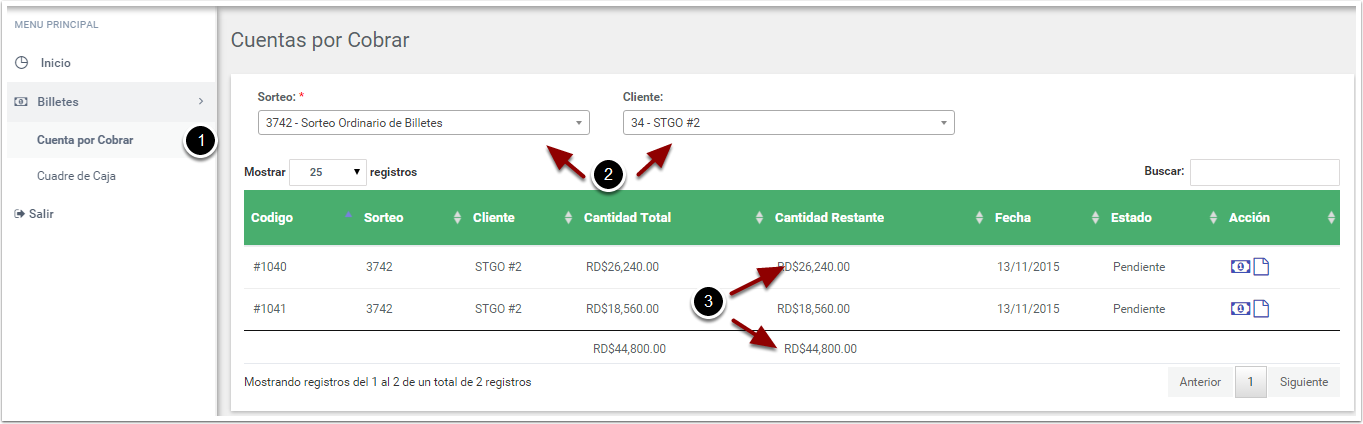 MENU PRINCIPAL
Inicio
Billetes
Cuenta por Cobrar
1
Cuadre de Caja
Salir
Cuentas por Cobrar
Sorteo: * Cliente:
3742 - Sorteo Ordinario de Billetes 34 - STGO #2
2
Mostrar 25 registros Buscar:
Codigo Sorteo Cliente Cantidad Total Cantidad Restante Fecha Estado Acción
#1040 3742 STGO #2 RD$26,240.00 RD$26,240.00 13/11/2015 Pendiente
3
#1041 3742 STGO #2 RD$18,560.00 RD$18,560.00 13/11/2015 Pendiente
RD$44,800.00 RD$44,800.00
Mostrando registros del 1 al 2 de un total de 2 registros Anterior 1 Siguiente